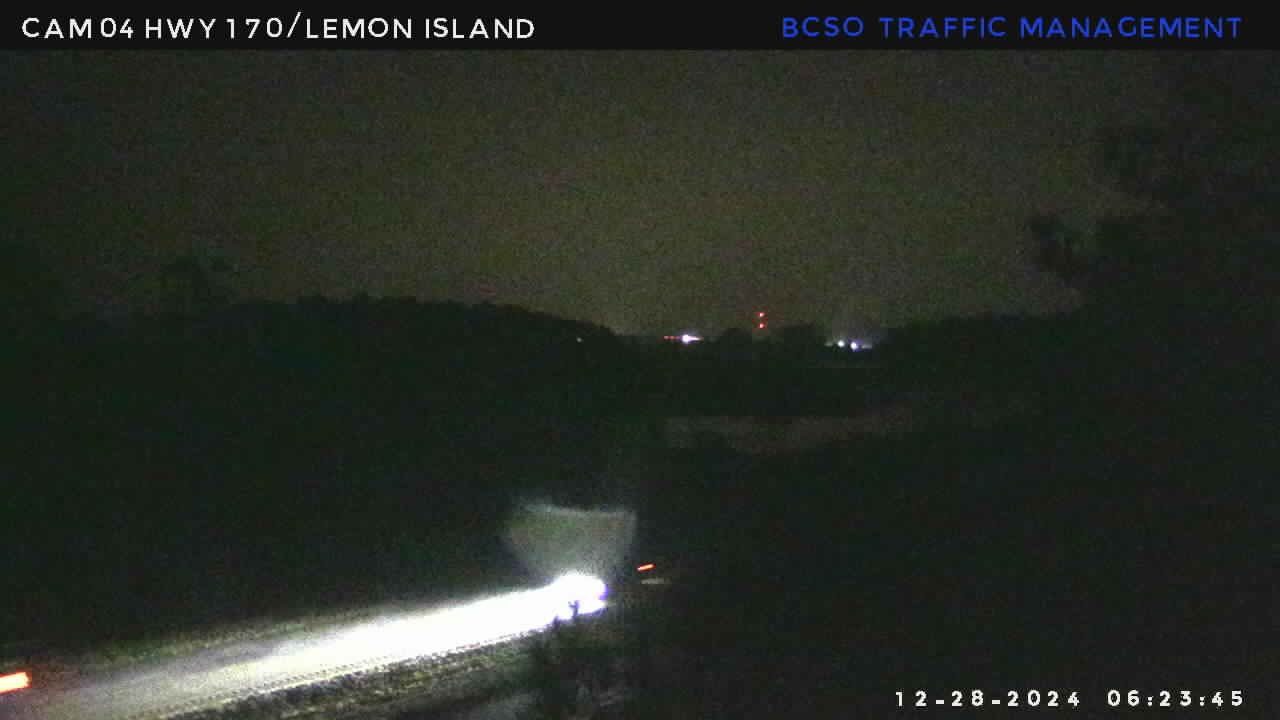 CAM04 HWY 170/LEMON ISLAND
BCSO TRAFFIC MANAGEMENT
12-28-2024 06:23:45